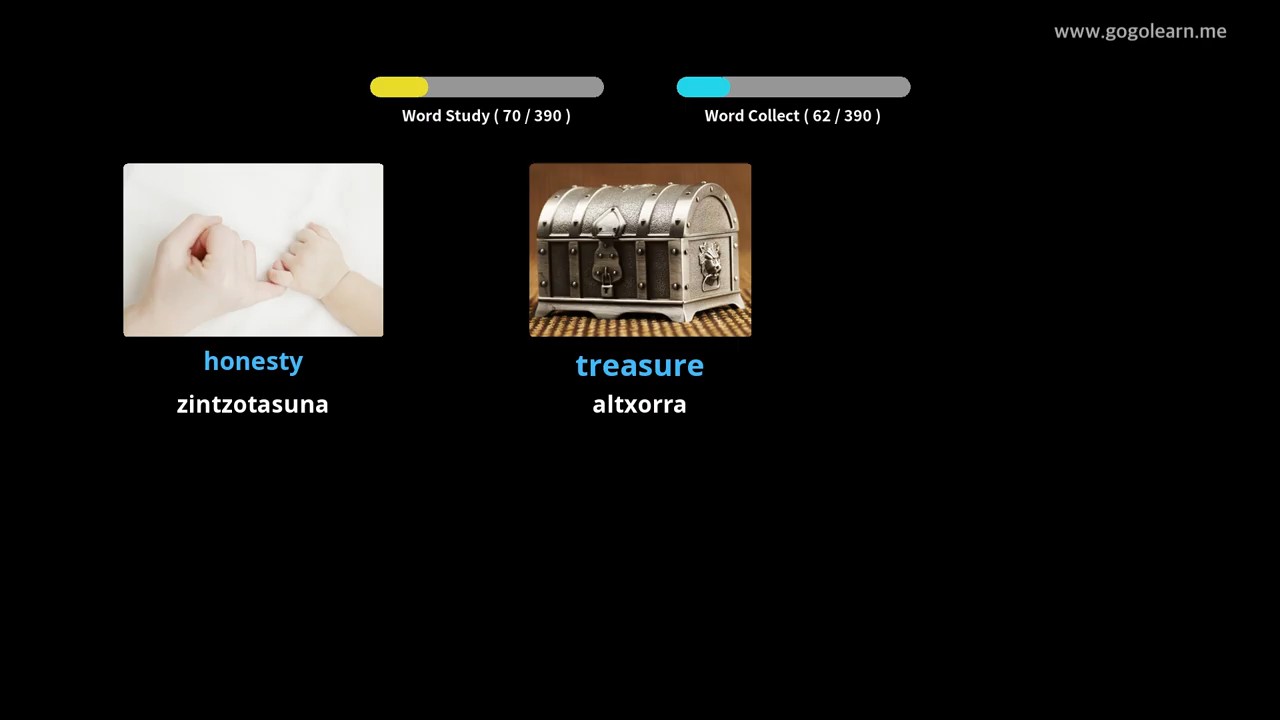 www.gogolearn.me
Word Study ( 70 / 390 )
Word Collect ( 62 / 390 )
honesty
zintzotasuna
treasure
altxorra